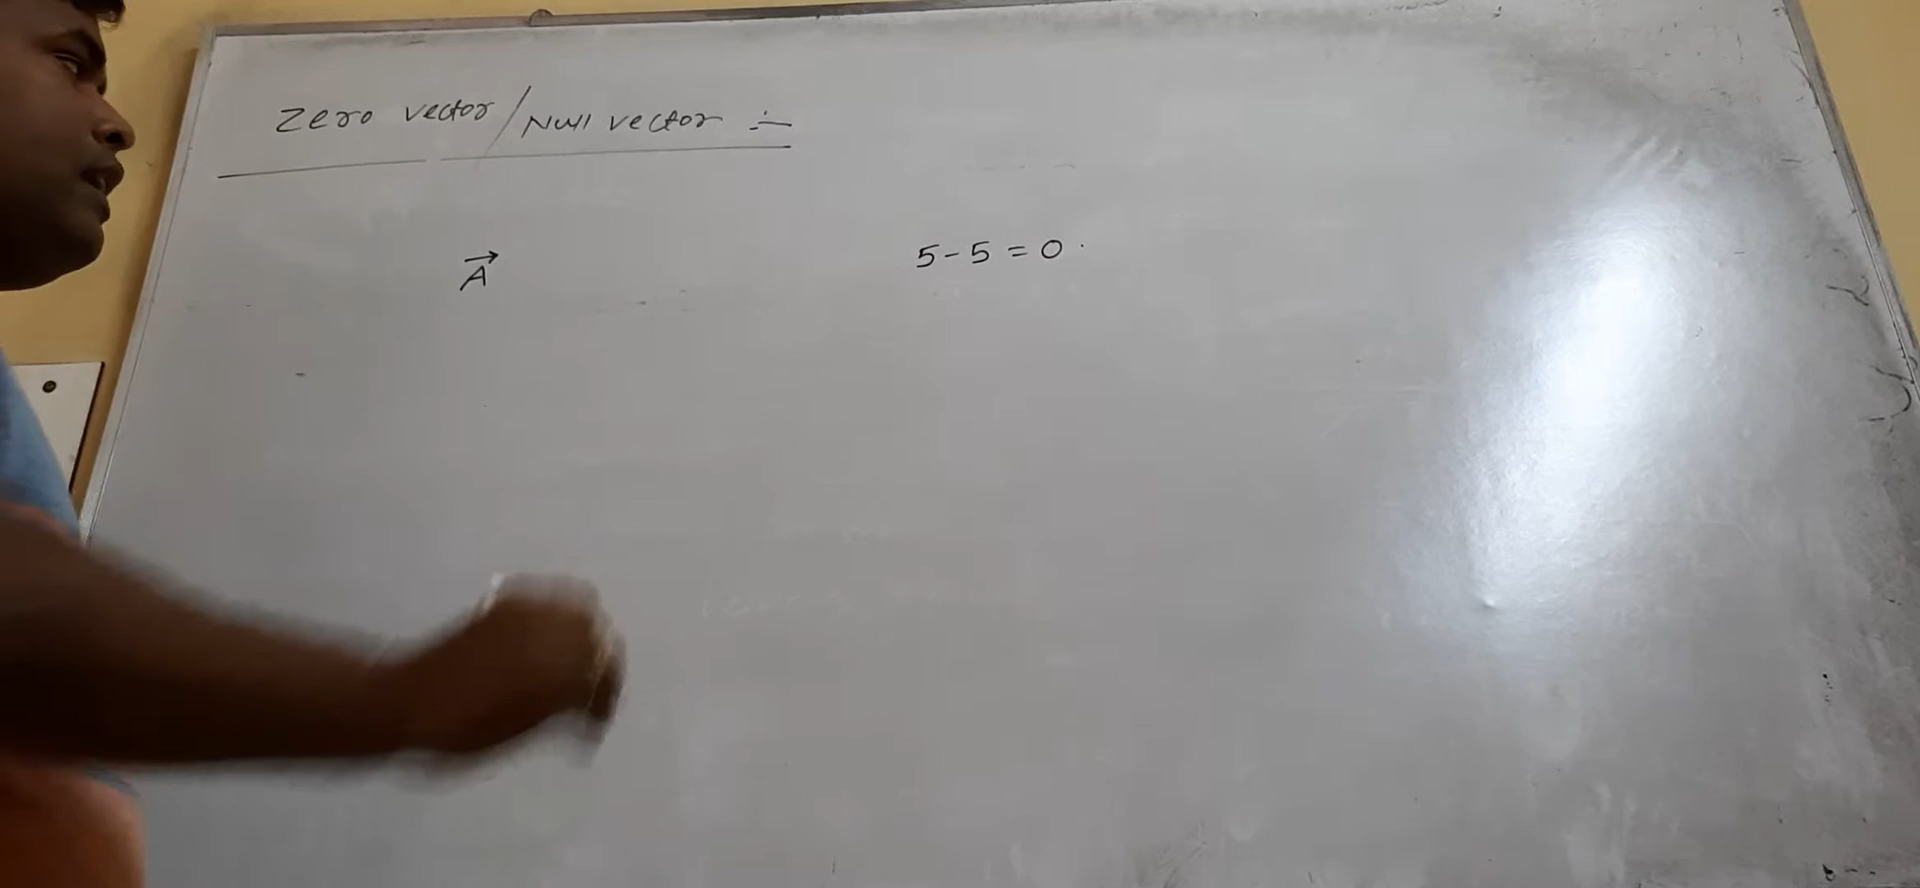 Zero vector / Null vector :-
A⃗ 5 - 5 = 0.